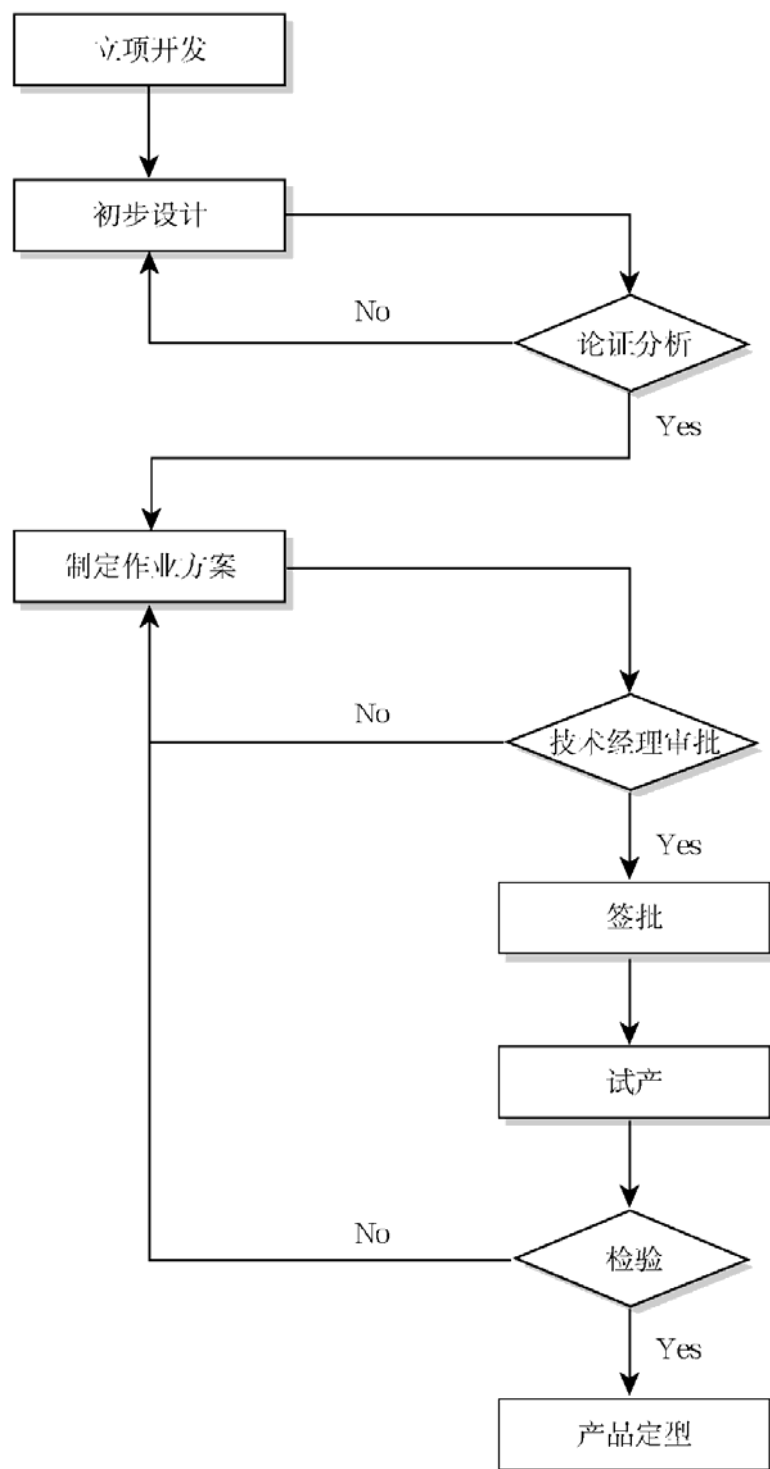 立项开发
初步设计
No
论证分析
Yes
制定作业方案
No
技术经理审批
Yes
签批
试产
No
检验
Yes
产品定型